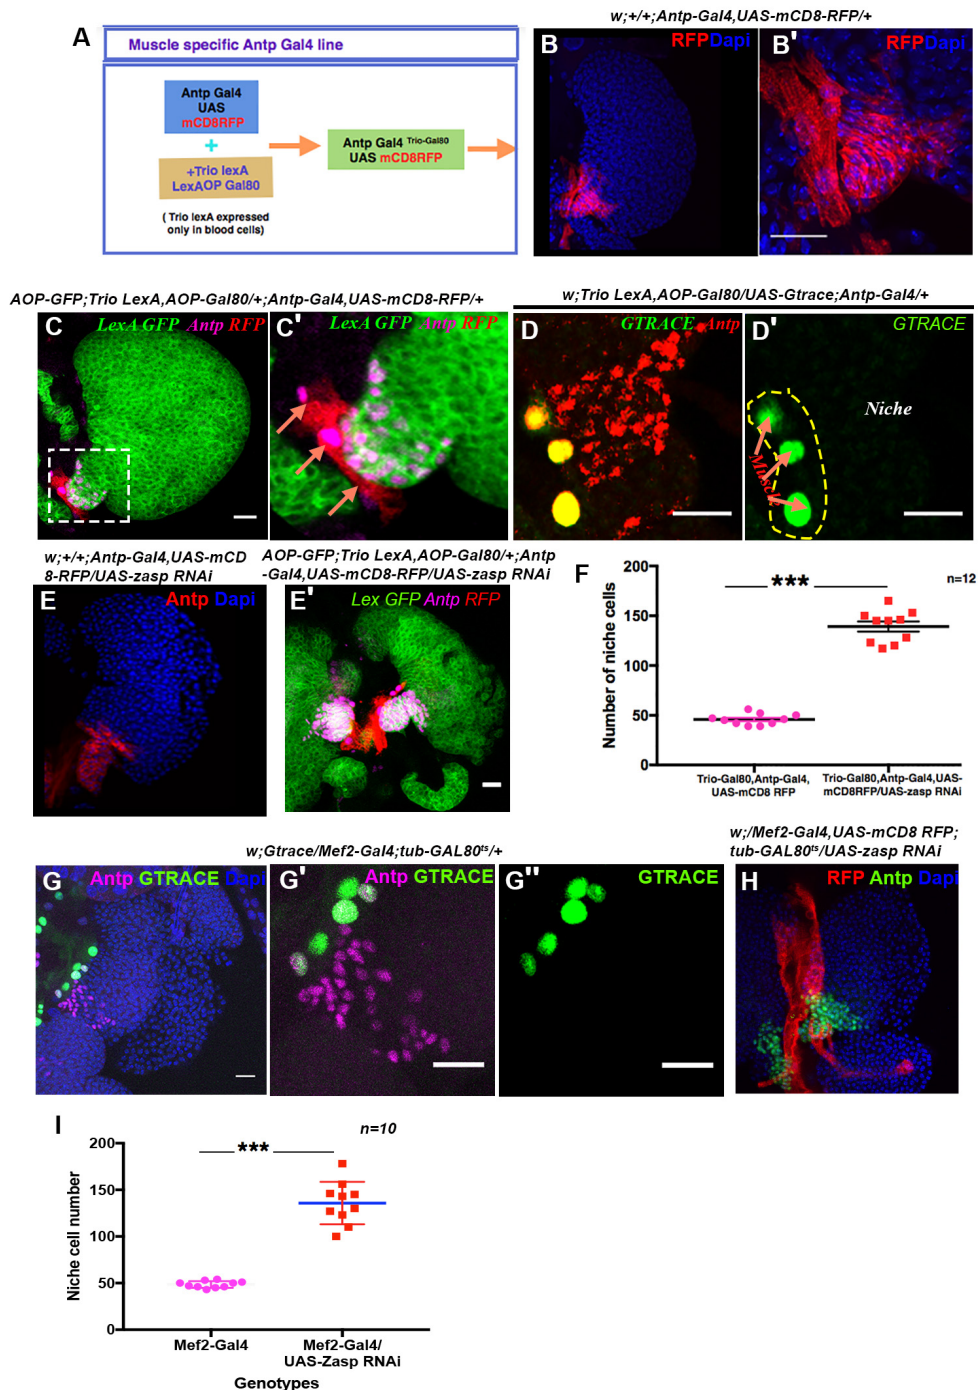 w;+/+;Antp-Gal4,UAS-mCD8-RFP/+
A
Muscle specific Antp Gal4 line
Antp Gal4
UAS
mCD8RFP
+
+Trio lexA
LexAOP Gal80
( Trio lexA expressed
only in blood cells)
Antp Gal4 Trio-Gal80
UAS mCD8RFP
B
RFPDapi
B'
RFPDapi
AOP-GFP;Trio LexA,AOP-Gal80/+;Antp-Gal4,UAS-mCD8-RFP/+
w;Trio LexA,AOP-Gal80/UAS-Gtrace;Antp-Gal4/+
C
LexA GFP Antp RFP
C'
LexA GFP Antp RFP
D
GTRACE Antp
D'
GTRACE
Niche
Muscle
w;+/+;Antp-Gal4,UAS-mCD
8-RFP/UAS-zasp RNAi
AOP-GFP;Trio LexA,AOP-Gal80/+;Antp
-Gal4,UAS-mCD8-RFP/UAS-zasp RNAi
E
Antp Dapi
E'
Lex GFP Antp RFP
F
200
150
100
50
0
Number of niche cells
***
n=12
Trio-Gal80,Antp-Gal4,
UAS-mCD8 RFP
Trio-Gal80,Antp-Gal4,UAS-
mCD8RFP/UAS-zasp RNAi
w;Gtrace/Mef2-Gal4;tub-GAL80ts/+
w;/Mef2-Gal4,UAS-mCD8 RFP;
tub-GAL80ts/UAS-zasp RNAi
G
Antp GTRACE Dapi
G'
Antp GTRACE
G''
GTRACE
H
RFP Antp Dapi
I
n=10
***
200
150
100
50
0
Niche cell number
Mef2-Gal4
Mef2-Gal4/
UAS-Zasp RNAi
Genotypes